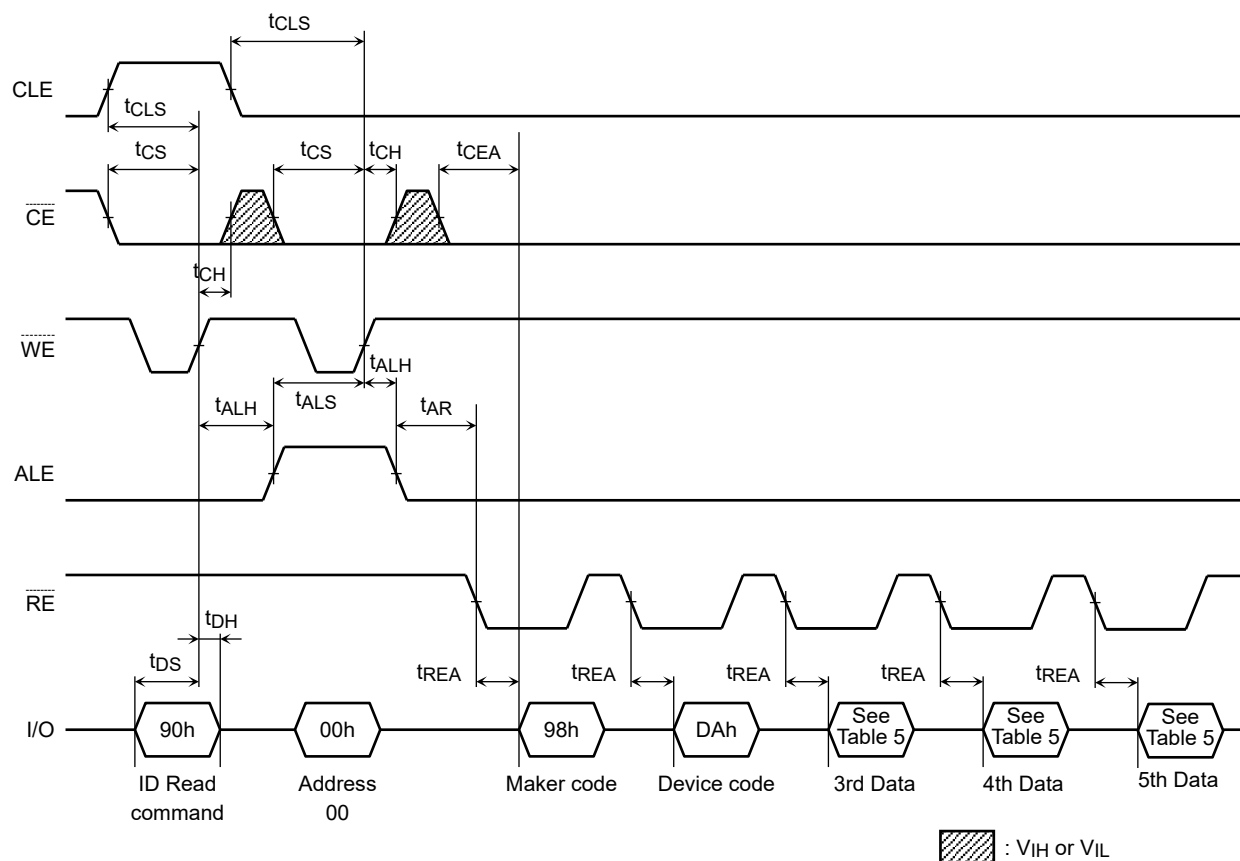 tCLS
CLE
tCLS
tCS
tCS
tCH
tCEA
CE
tCH
WE
tALH
tALH
tALS
tAR
ALE
RE
tDH
tDS
tREA
tREA
tREA
tREA
tREA
I/O
90h
00h
98h
DAh
See
Table 5
See
Table 5
See
Table 5
ID Read
command
Address
00
Maker code
Device code
3rd Data
4th Data
5th Data
: VIH or VIL